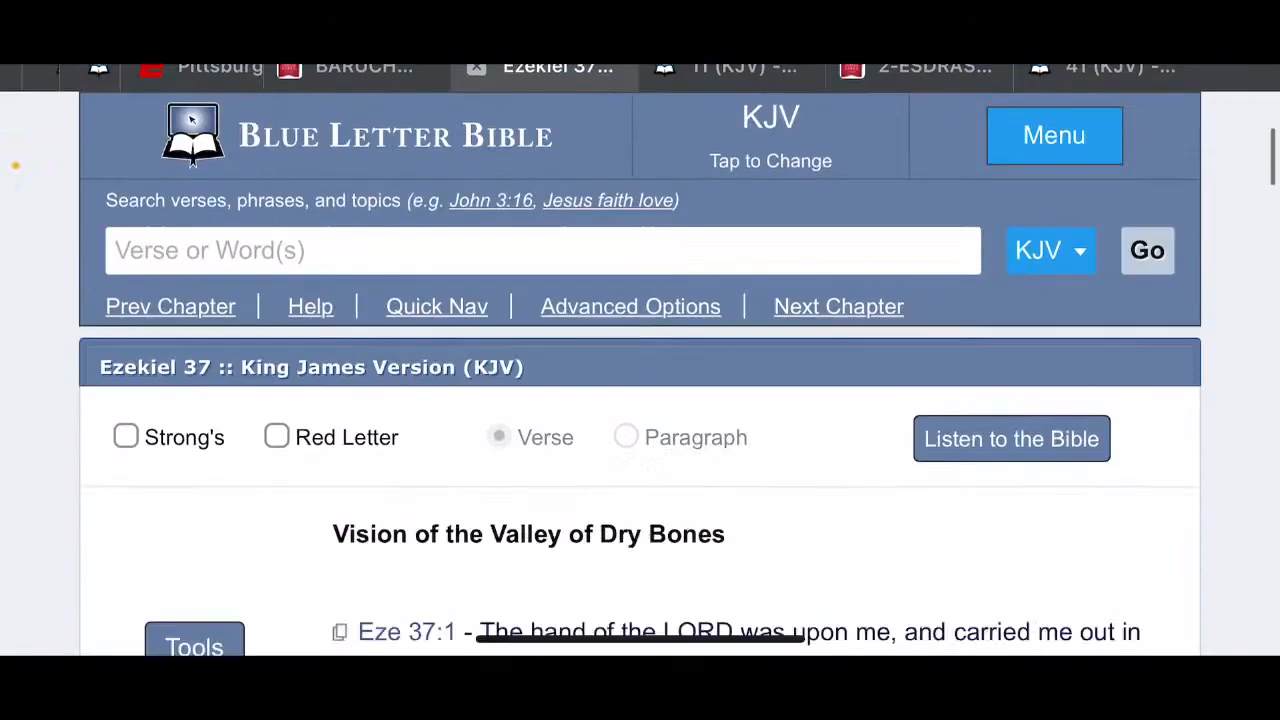 Pittsburg BARUCH... Ezekiel 37... 11 (KJV) -... 2-ESDRAS... 41 (KJV) -...
BLUE LETTER BIBLE
KJV
Tap to Change
Menu
Search verses, phrases, and topics (e.g. John 3:16, Jesus faith love)
Verse or Word(s)
KJV
Go
Prev Chapter | Help | Quick Nav | Advanced Options | Next Chapter
Ezekiel 37 :: King James Version (KJV)
Strong's Red Letter Verse Paragraph
Listen to the Bible
Vision of the Valley of Dry Bones
Tools
Eze 37:1 - The hand of the LORD was upon me, and carried me out in